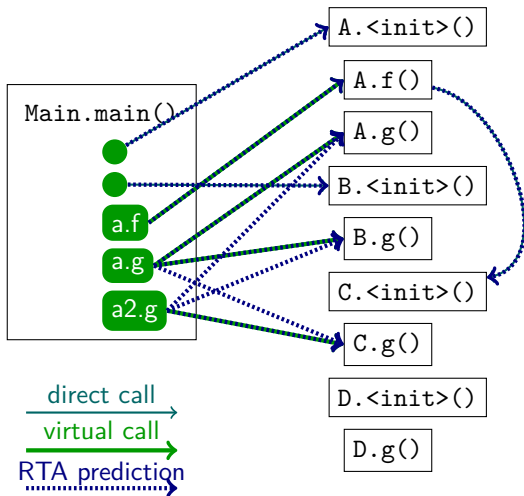 A.<init>()
A.f()
Main.main()
A.g()
B.<init>()
a.f
B.g()
a.g
C.<init>()
a2.g
C.g()
direct call
D.<init>()
virtual call
D.g()
RTA prediction